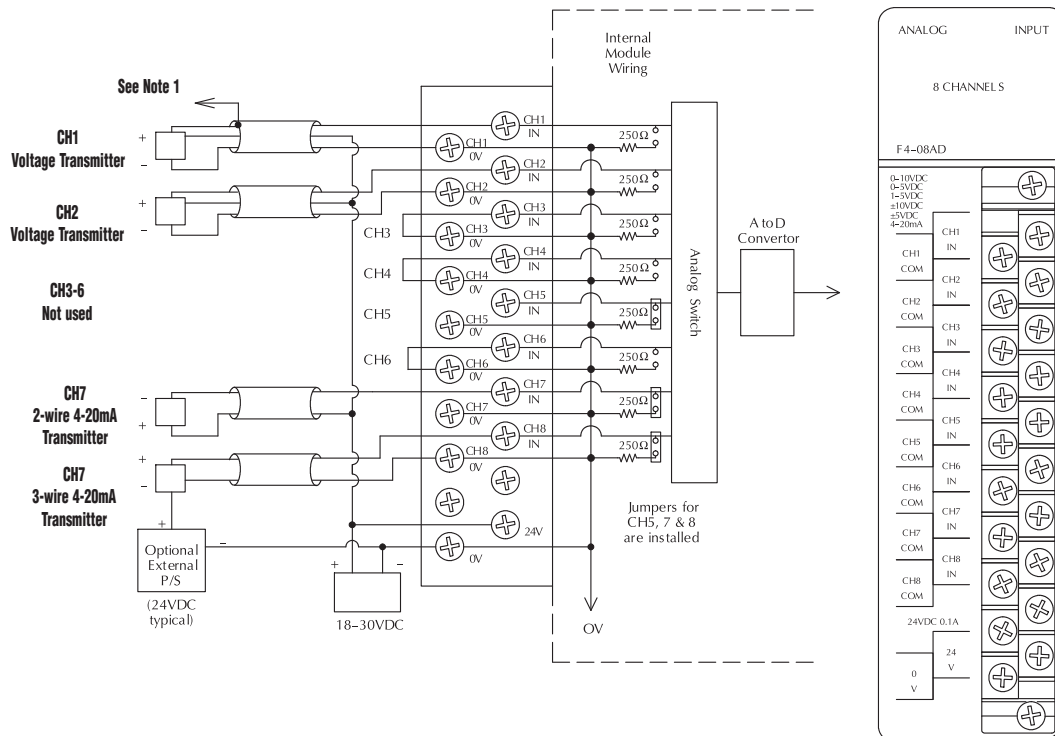 Internal
Module
Wiring
See Note 1
CH1
Voltage Transmitter
+
–
CH2
Voltage Transmitter
+
–
CH3-6
Not used
CH7
2-wire 4-20mA
Transmitter
–
+
CH7
3-wire 4-20mA
Transmitter
+
–
+
Optional
External
P/S
–
(24VDC
typical)
+
–
18–30VDC
CH3
CH4
CH5
CH6
CH1
IN
CH1
0V
250Ω
CH2
IN
CH2
0V
250Ω
CH3
IN
CH3
0V
250Ω
CH4
IN
CH4
0V
250Ω
CH5
IN
CH5
0V
250Ω
CH6
IN
CH6
0V
250Ω
CH7
IN
CH7
0V
250Ω
CH8
IN
CH8
0V
250Ω
24V
0V
Analog Switch
A to D
Convertor
Jumpers for
CH5, 7 & 8
are installed
OV
ANALOG INPUT
8 CHANNELS
F4–08AD
0–10VDC
0–5VDC
1–5VDC
±10VDC
±5VDC
4–20mA
CH1
IN
CH1
COM
CH2
IN
CH2
COM
CH3
IN
CH3
COM
CH4
IN
CH4
COM
CH5
IN
CH5
COM
CH6
IN
CH6
COM
CH7
IN
CH7
COM
CH8
IN
CH8
COM
24VDC 0.1A
24
V
0
V